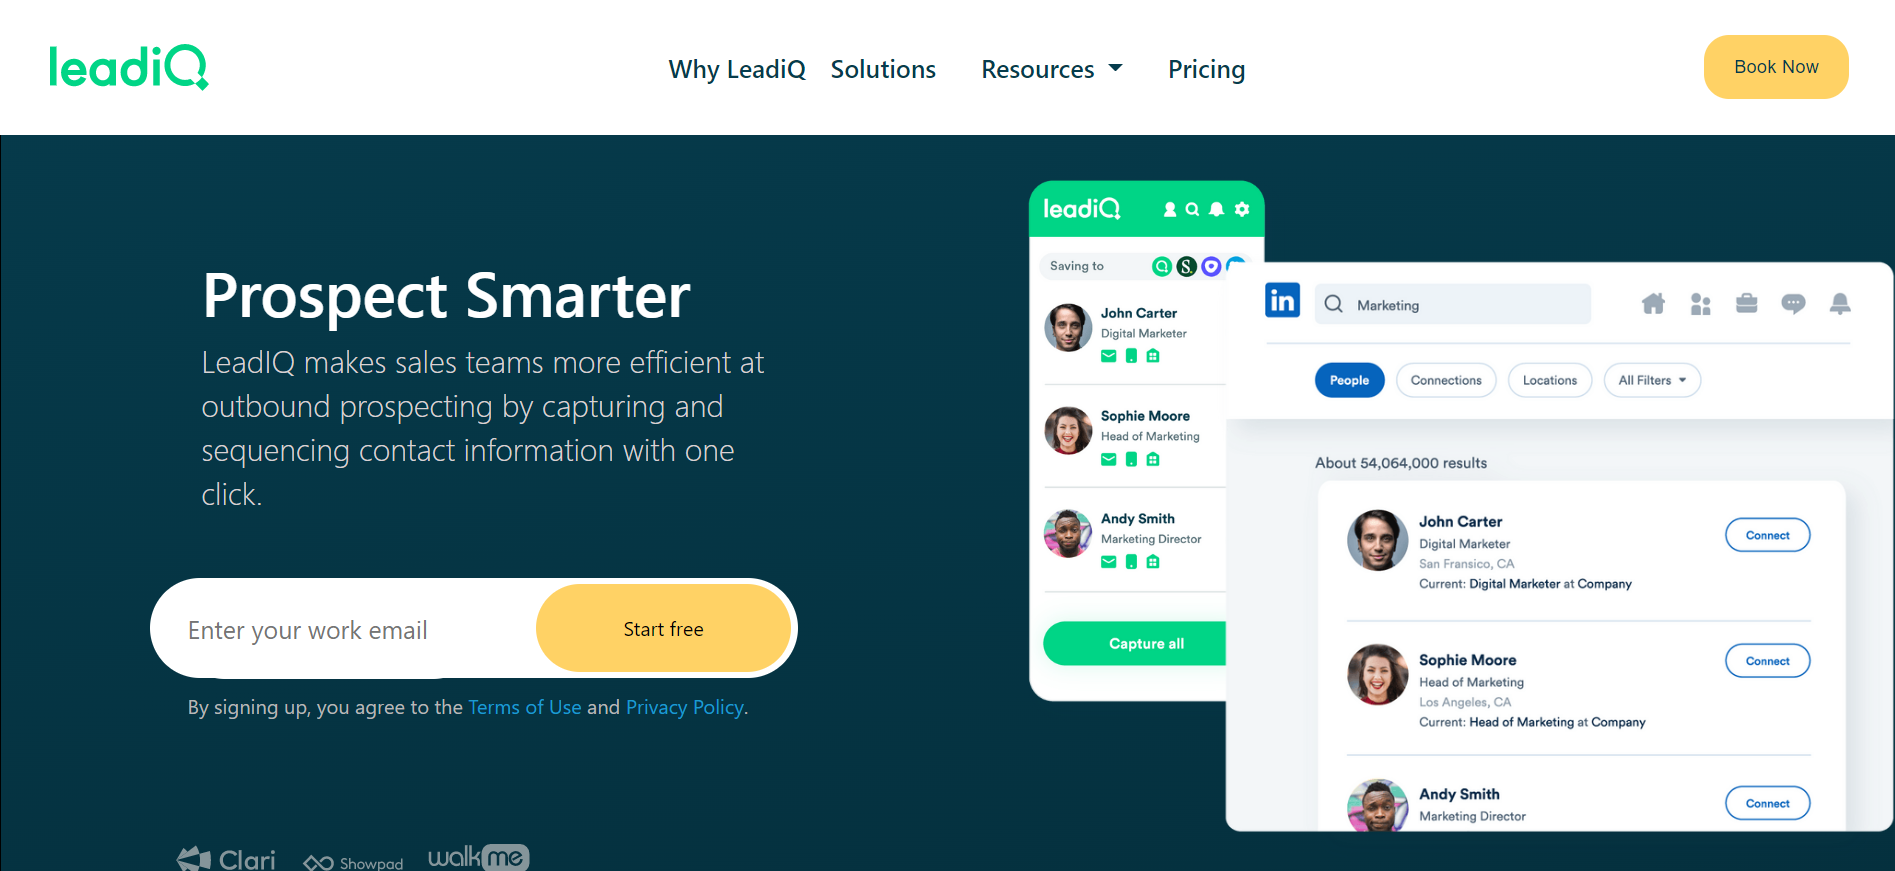 leadiQ
Why LeadiQ Solutions Resources Pricing
Book Now
Prospect Smarter
LeadIQ makes sales teams more efficient at
outbound prospecting by capturing and
sequencing contact information with one
click.
Enter your work email
Start free
By signing up, you agree to the Terms of Use and Privacy Policy.
Clari
Showpad
walkme
leadiQ
Saving to
S.
John Carter
Digital Marketer
Sophie Moore
Head of Marketing
Andy Smith
Marketing Director
Capture all
in
Marketing
People Connections Locations All Filters
About 54,064,000 results
John Carter
Digital Marketer
San Fransico, CA
Current: Digital Marketer at Company
Connect
Sophie Moore
Head of Marketing
Los Angeles, CA
Current: Head of Marketing at Company
Connect
Andy Smith
Marketing Director
Connect